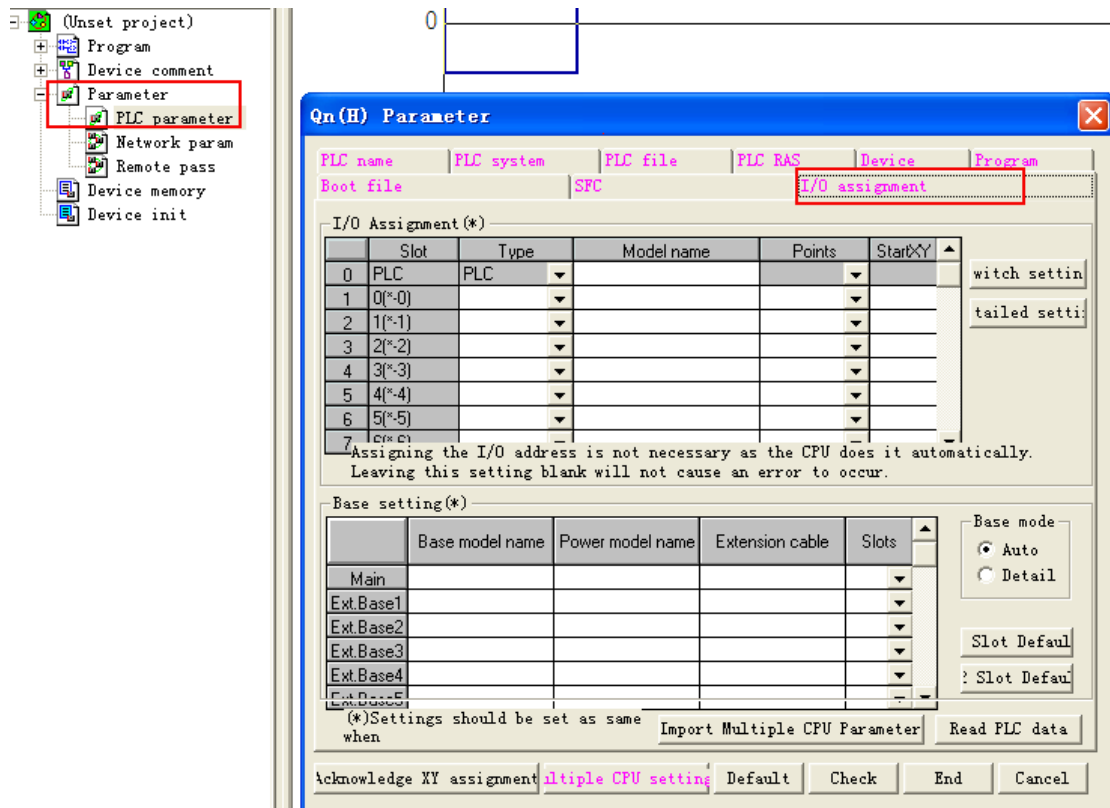 (Unset project)
Program
Device comment
Parameter
PLC parameter
Network param
Remote pass
Device memory
Device init
0
Qn(H) Parameter
PLC name PLC system PLC file PLC RAS Device Program
Boot file SFC I/O assignment
I/O Assignment(*)
Slot Type Model name Points StartXY
0 PLC PLC
1 0(*-0)
2 1(*-1)
3 2(*-2)
4 3(*-3)
5 4(*-4)
6 5(*-5)
7 6(*-6)
witch settin
tailed setti
Assigning the I/O address is not necessary as the CPU does it automatically.
Leaving this setting blank will not cause an error to occur.
Base setting(*)
Base model name Power model name Extension cable Slots
Main
Ext.Base1
Ext.Base2
Ext.Base3
Ext.Base4
Ext.Base5
Base mode
Auto
Detail
Slot Defaul
2 Slot Defaul
(*)Settings should be set as same
when
Import Multiple CPU Parameter Read PLC data
Acknowledge XY assignment ltiple CPU setting Default Check End Cancel